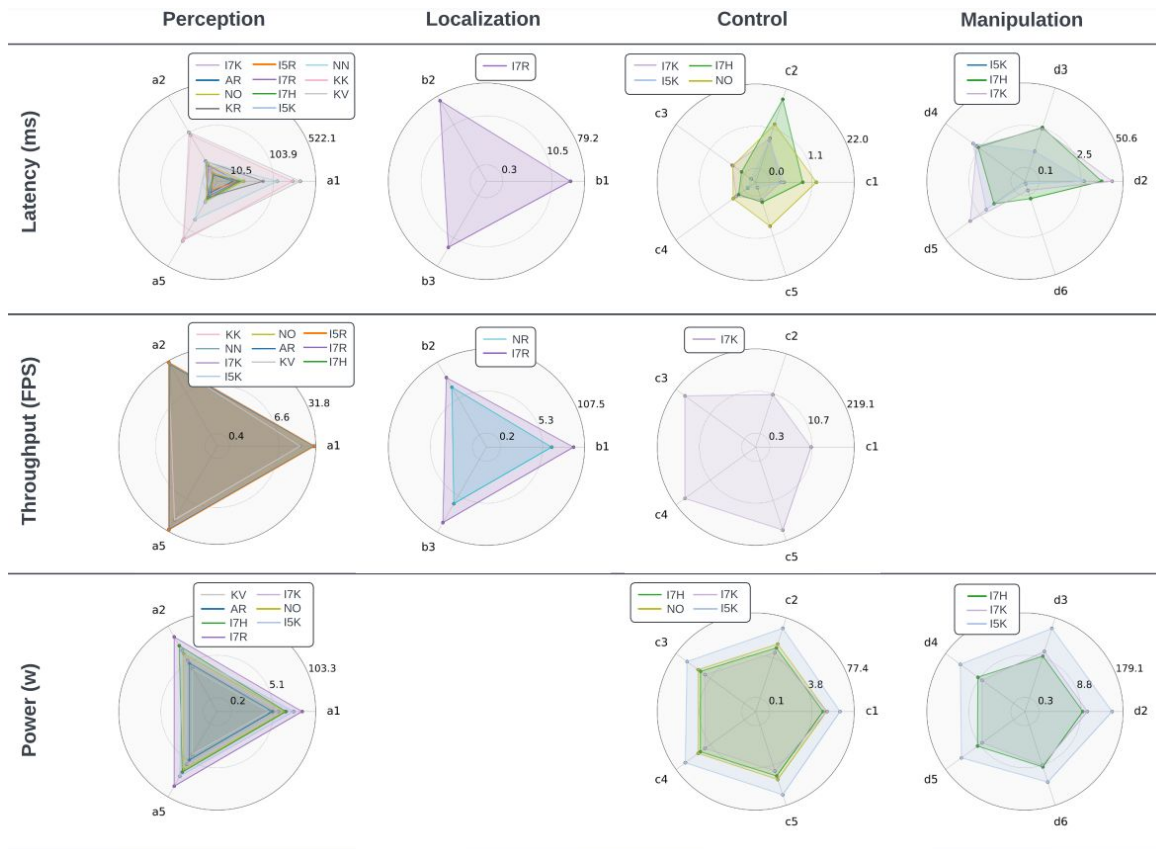 Perception Localization Control Manipulation
Latency (ms)
a2
I7K I5R NN
AR I7R KK
NO I7H KV
KR I5K
522.1
103.9
10.5
a1
a5
b2
I7R
79.2
10.5
0.3
b1
b3
I7K I7H
I5K NO
c2
c3
22.0
1.1
0.0
c1
c4
c5
I5K
I7H
I7K
d3
d4
50.6
2.5
0.1
d2
d5
d6
Throughput (FPS)
a2
KK NO I5R
NN AR I7R
I7K KV I7H
I5K
31.8
6.6
0.4
a1
a5
b2
NR
I7R
107.5
5.3
0.2
b1
b3
I7K
c2
c3
219.1
10.7
0.3
c1
c4
c5
Power (w)
a2
KV I7K
AR NO
I7H I5K
I7R
103.3
5.1
0.2
a1
a5
I7H I7K
NO I5K
c2
c3
77.4
3.8
0.1
c1
c4
c5
I7H
I7K
I5K
d3
d4
179.1
8.8
0.3
d2
d5
d6